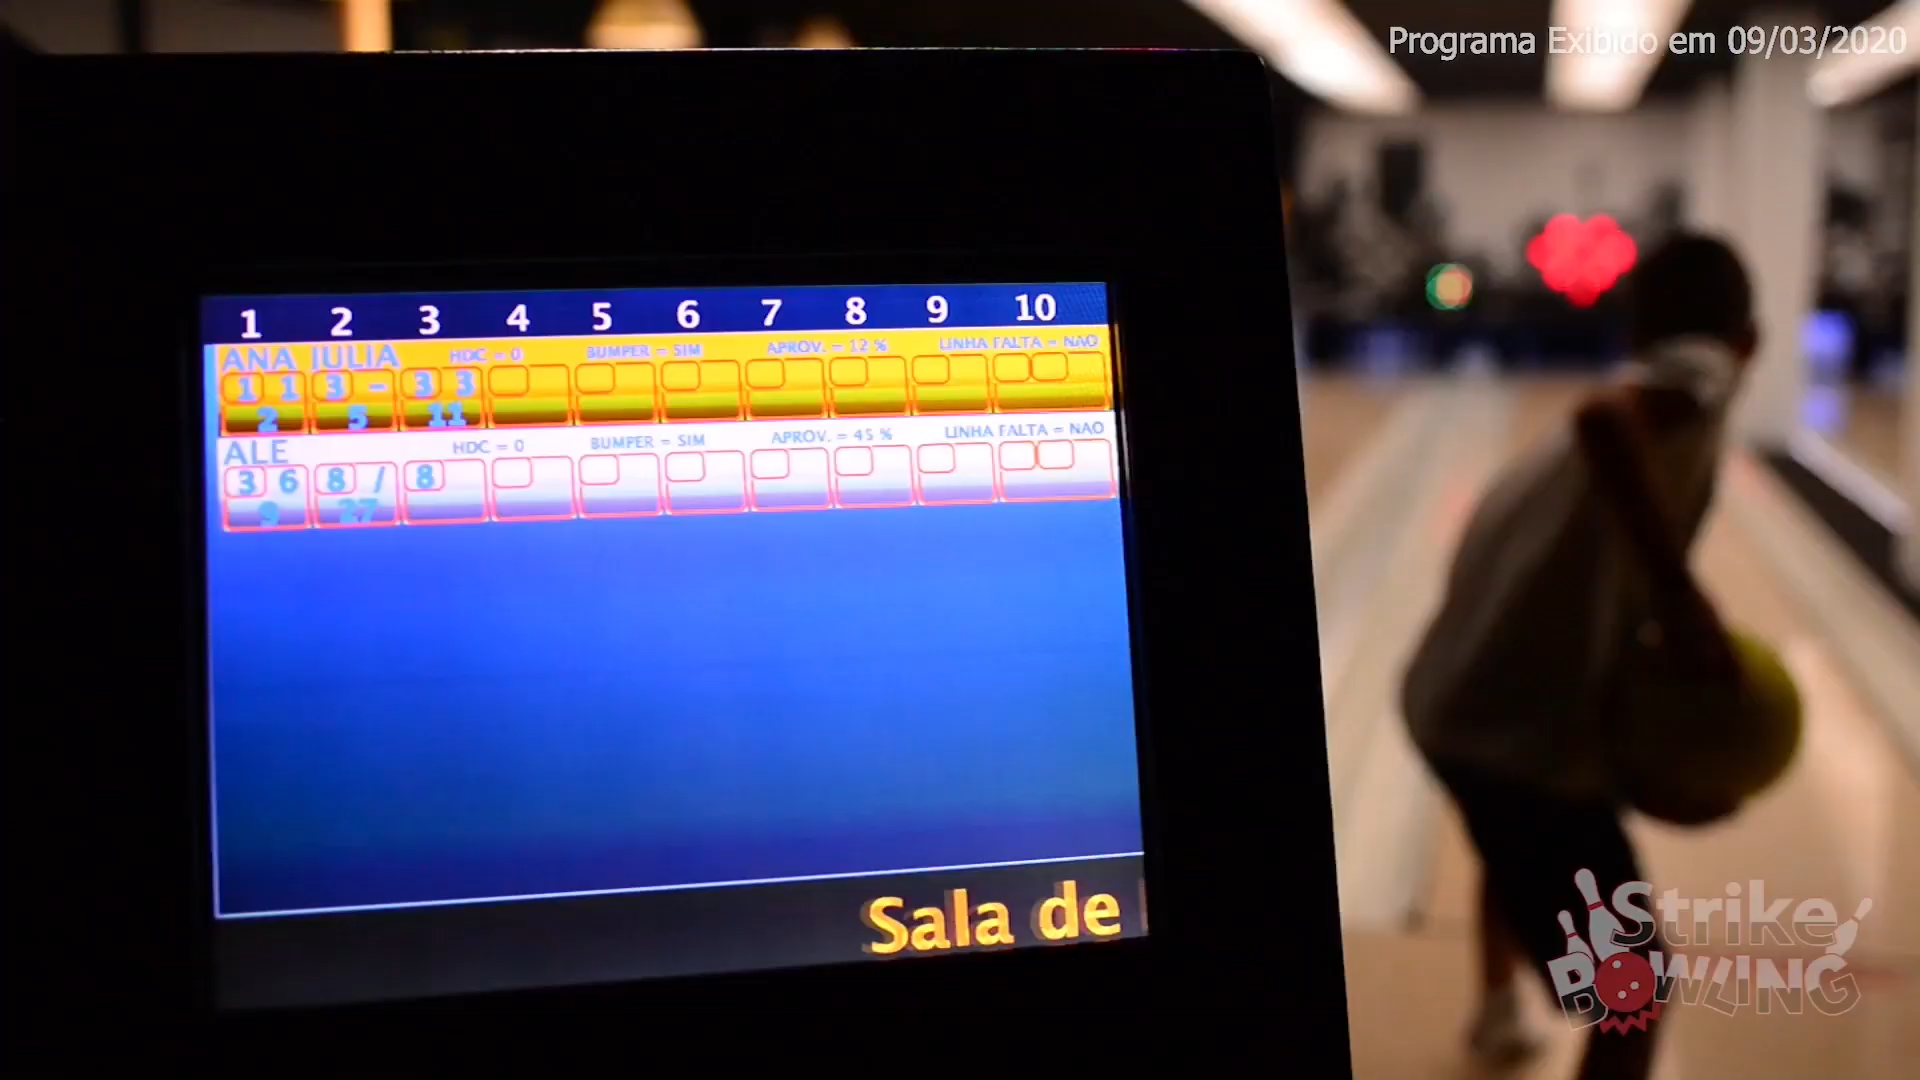 Programa Exibido em 09/03/2020
1 2 3 4 5 6 7 8 9 10
ANA JULIA HDC = 0 BUMPER = SIM APROV. = 12 % LINHA FALTA = NAO
1 1 3 - 3 3
2 5 11
ALE HDC = 0 BUMPER = SIM APROV. = 45 % LINHA FALTA = NAO
3 6 8 / 8
9 27
Sala de
Strike
BOWLING